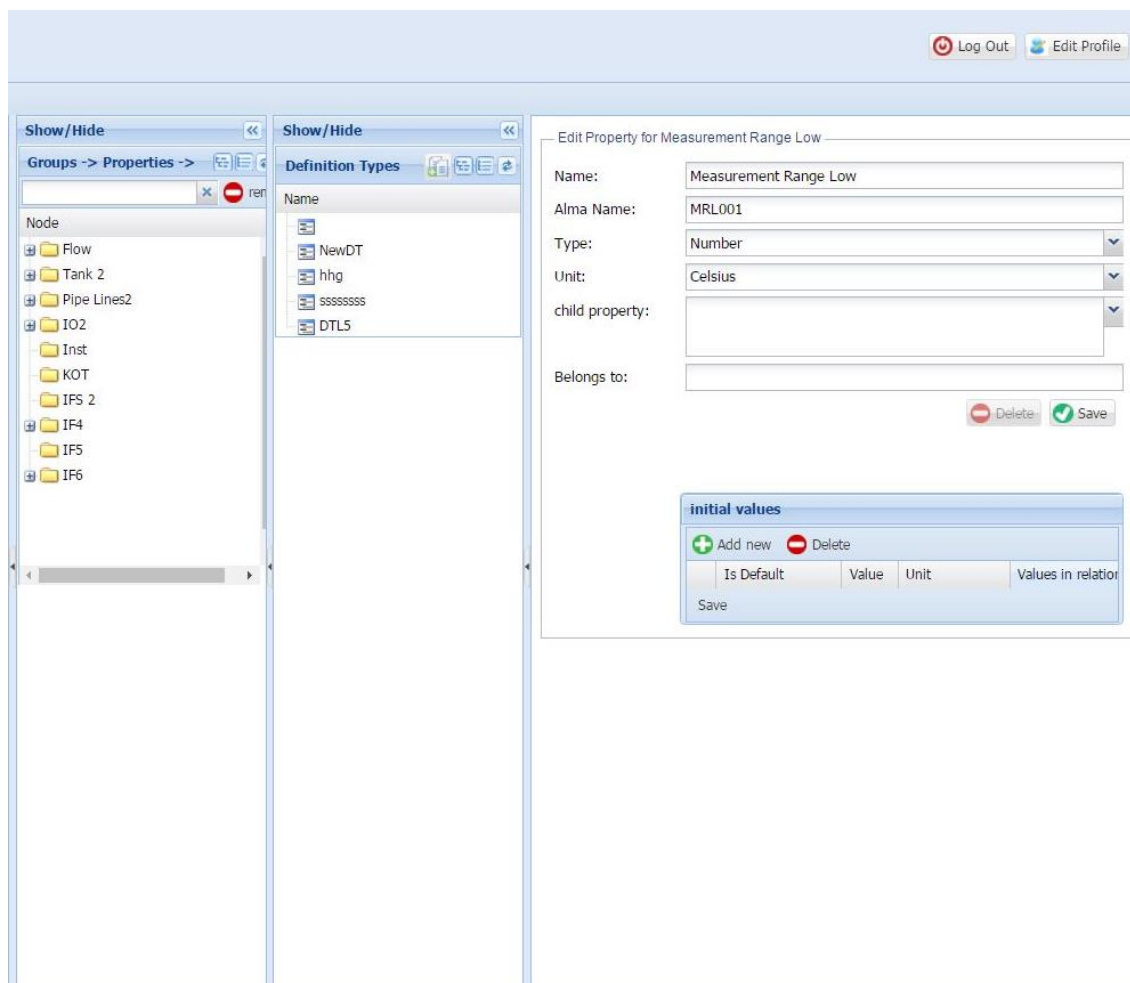 Log Out Edit Profile
Show/Hide
Groups -> Properties ->
Node
Flow
Tank 2
Pipe Lines2
IO2
Inst
KOT
IFS 2
IF4
IF5
IF6
Show/Hide
Definition Types
Name
NewDT
hhg
ssssssss
DTL5
Edit Property for Measurement Range Low
Name: Measurement Range Low
Alma Name: MRL001
Type: Number
Unit: Celsius
child property:
Belongs to:
Delete Save
initial values
Add new Delete
Is Default Value Unit Values in relation
Save